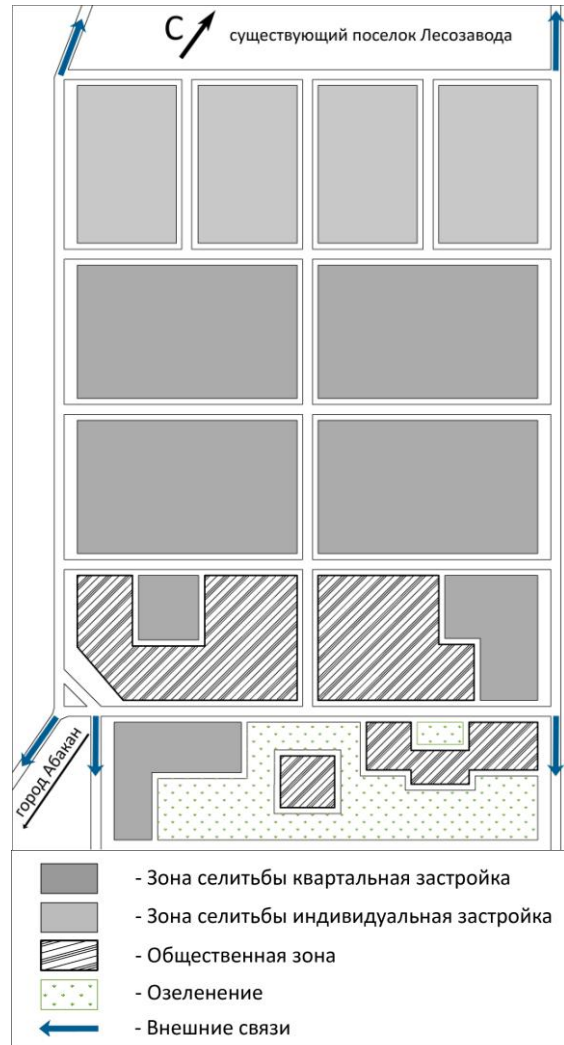 С
существующий поселок Лесозавода
город Абакан
- Зона селитьбы квартальная застройка
- Зона селитьбы индивидуальная застройка
- Общественная зона
- Озеленение
- Внешние связи